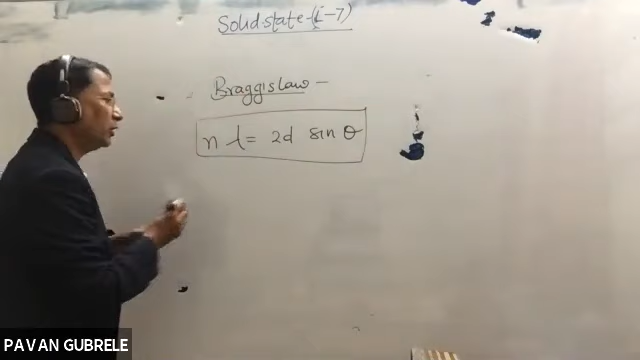 Solid state-(L-7)
Bragg's law -
n λ = 2d sin θ
PAVAN GUBRELE